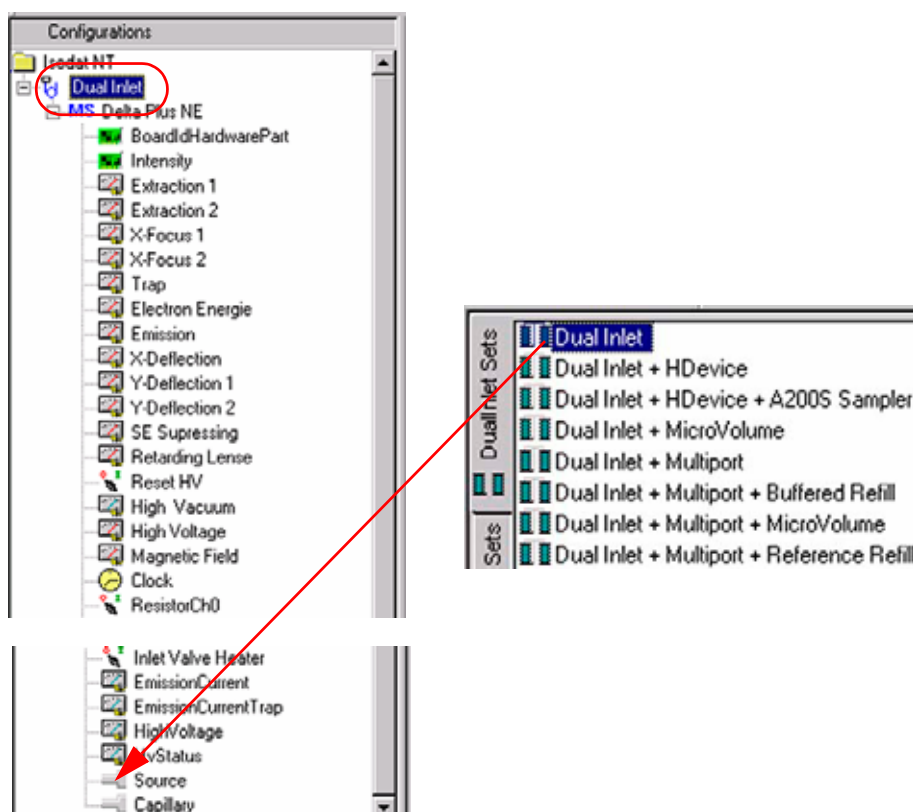 Configurations
Isodat NT
Dual Inlet
MS Delta Plus NE
BoardIdHardwarePart
Intensity
Extraction 1
Extraction 2
X-Focus 1
X-Focus 2
Trap
Electron Energie
Emission
X-Deflection
Y-Deflection 1
Y-Deflection 2
SE Supressing
Retarding Lense
Reset HV
High Vacuum
High Voltage
Magnetic Field
Clock
ResistorCh0
Inlet Valve Heater
EmissionCurrent
EmissionCurrentTrap
HighVoltage
HvStatus
Source
Capillary
DualInlet Sets
Sets
Dual Inlet
Dual Inlet + HDevice
Dual Inlet + HDevice + A200S Sampler
Dual Inlet + MicroVolume
Dual Inlet + Multiport
Dual Inlet + Multiport + Buffered Refill
Dual Inlet + Multiport + MicroVolume
Dual Inlet + Multiport + Reference Refill